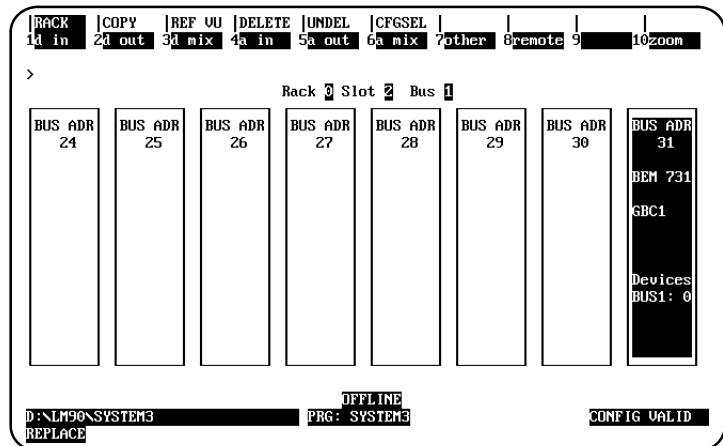 RACK COPY REF VU DELETE UNDEL CFGSEL
1d in 2d out 3d mix 4a in 5a out 6a mix 7other 8remote 9 10zoom
>
Rack 0 Slot 2 Bus 1
BUS ADR BUS ADR BUS ADR BUS ADR BUS ADR BUS ADR BUS ADR BUS ADR
24 25 26 27 28 29 30 31
BEM 731
GBC1
Devices
BUS1: 0
OFFLINE
D:\LM90\SYSTEM3 PRG: SYSTEM3 CONFIG VALID
REPLACE